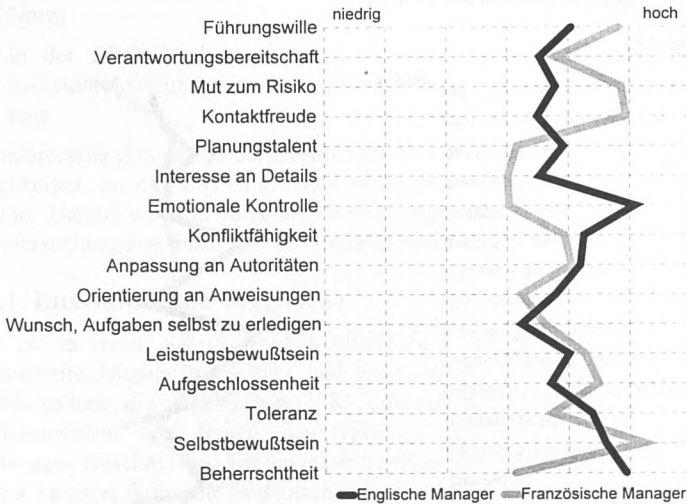 niedrig hoch
Führungswille
Verantwortungsbereitschaft
Mut zum Risiko
Kontaktfreude
Planungstalent
Interesse an Details
Emotionale Kontrolle
Konfliktfähigkeit
Anpassung an Autoritäten
Orientierung an Anweisungen
Wunsch, Aufgaben selbst zu erledigen
Leistungsbewußtsein
Aufgeschlossenheit
Toleranz
Selbstbewußtsein
Beherrschtheit
Englische Manager Französische Manager